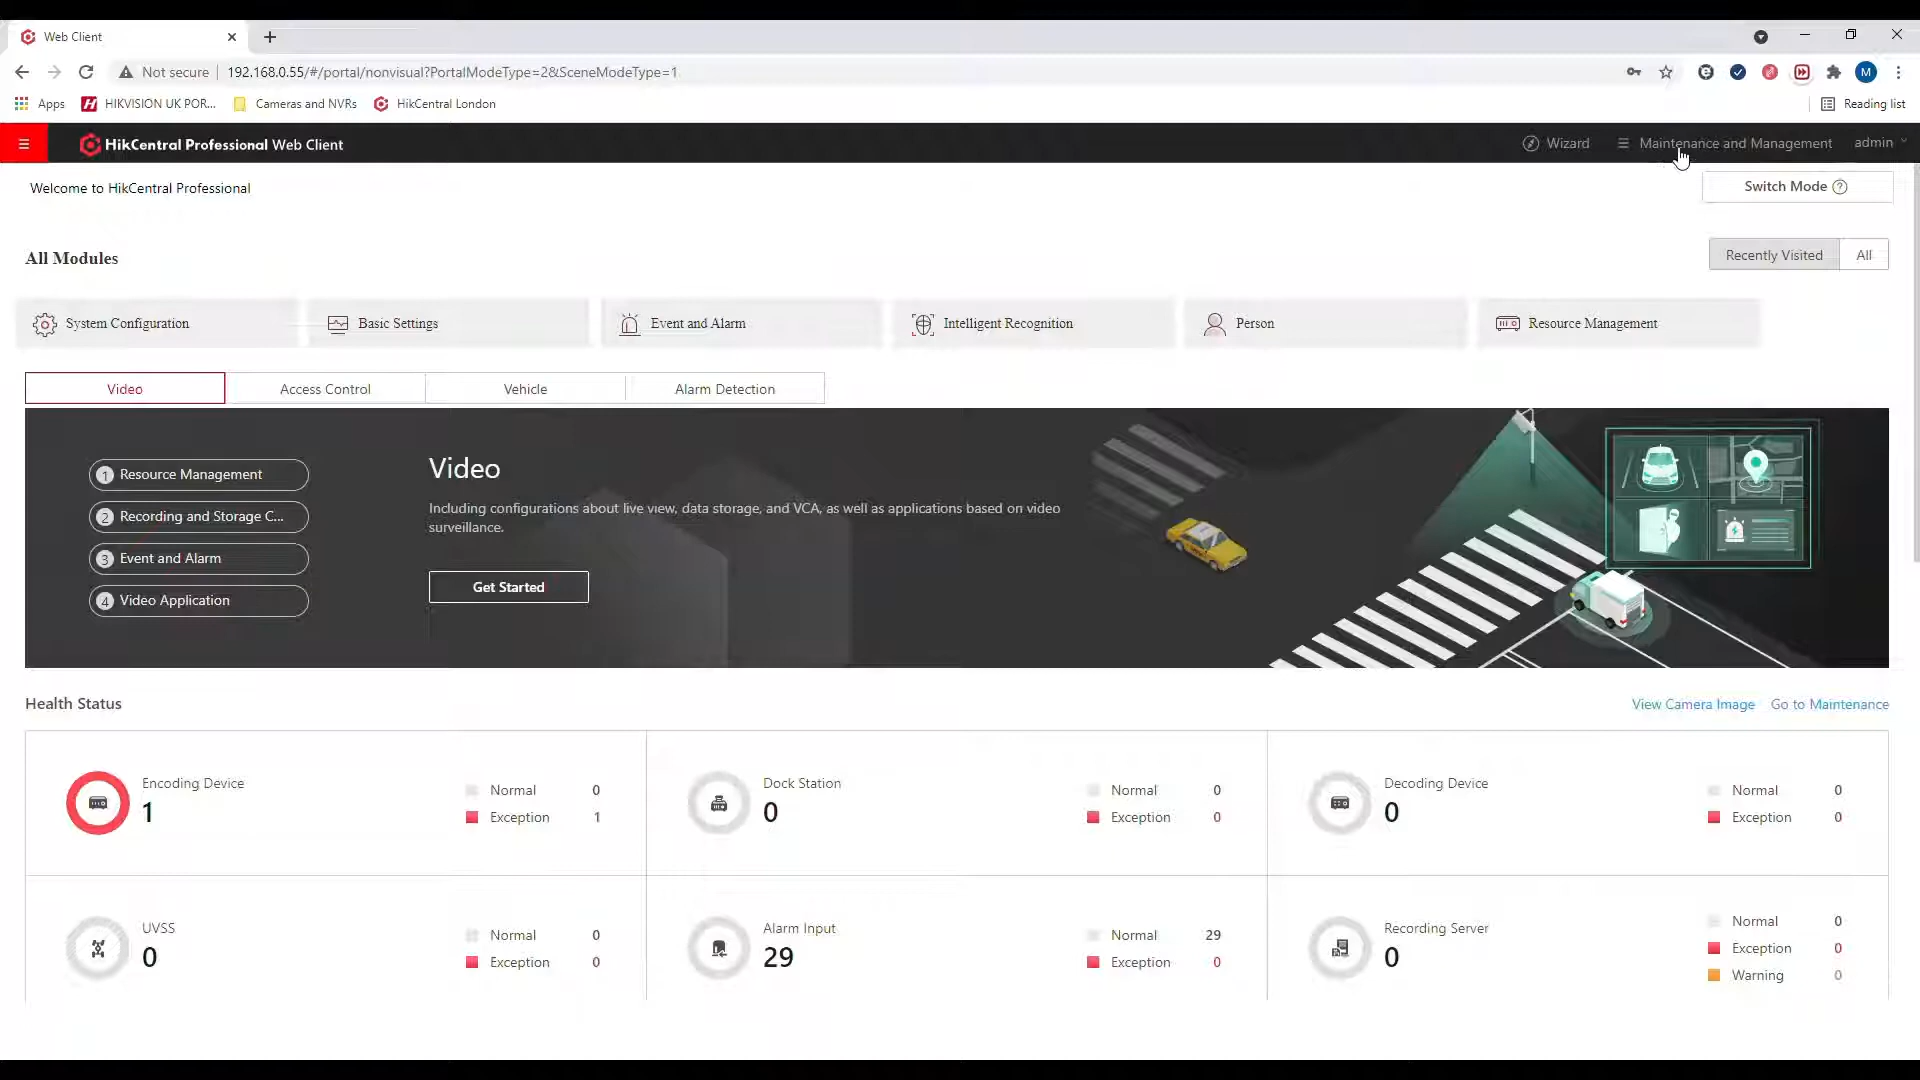 Web Client
Not secure
192.168.0.55/#/portal/nonvisual?PortalModeType=2&SceneModeType=1
M
Apps
HIKVISION UK POR...
Cameras and NVRs
HikCentral London
Reading list
HikCentral Professional Web Client
Wizard
Maintenance and Management
admin
Welcome to HikCentral Professional
Switch Mode ?
All Modules
Recently Visited
All
System Configuration
Basic Settings
Event and Alarm
Intelligent Recognition
Person
Resource Management
Video
Access Control
Vehicle
Alarm Detection
1 Resource Management
2 Recording and Storage C...
3 Event and Alarm
4 Video Application
Video
Including configurations about live view, data storage, and VCA, as well as applications based on video
surveillance.
Get Started
Health Status
View Camera Image
Go to Maintenance
Encoding Device
1
Normal 0
Exception 1
Dock Station
0
Normal 0
Exception 0
Decoding Device
0
Normal 0
Exception 0
UVSS
0
Normal 0
Exception 0
Alarm Input
29
Normal 29
Exception 0
Recording Server
0
Normal 0
Exception 0
Warning 0